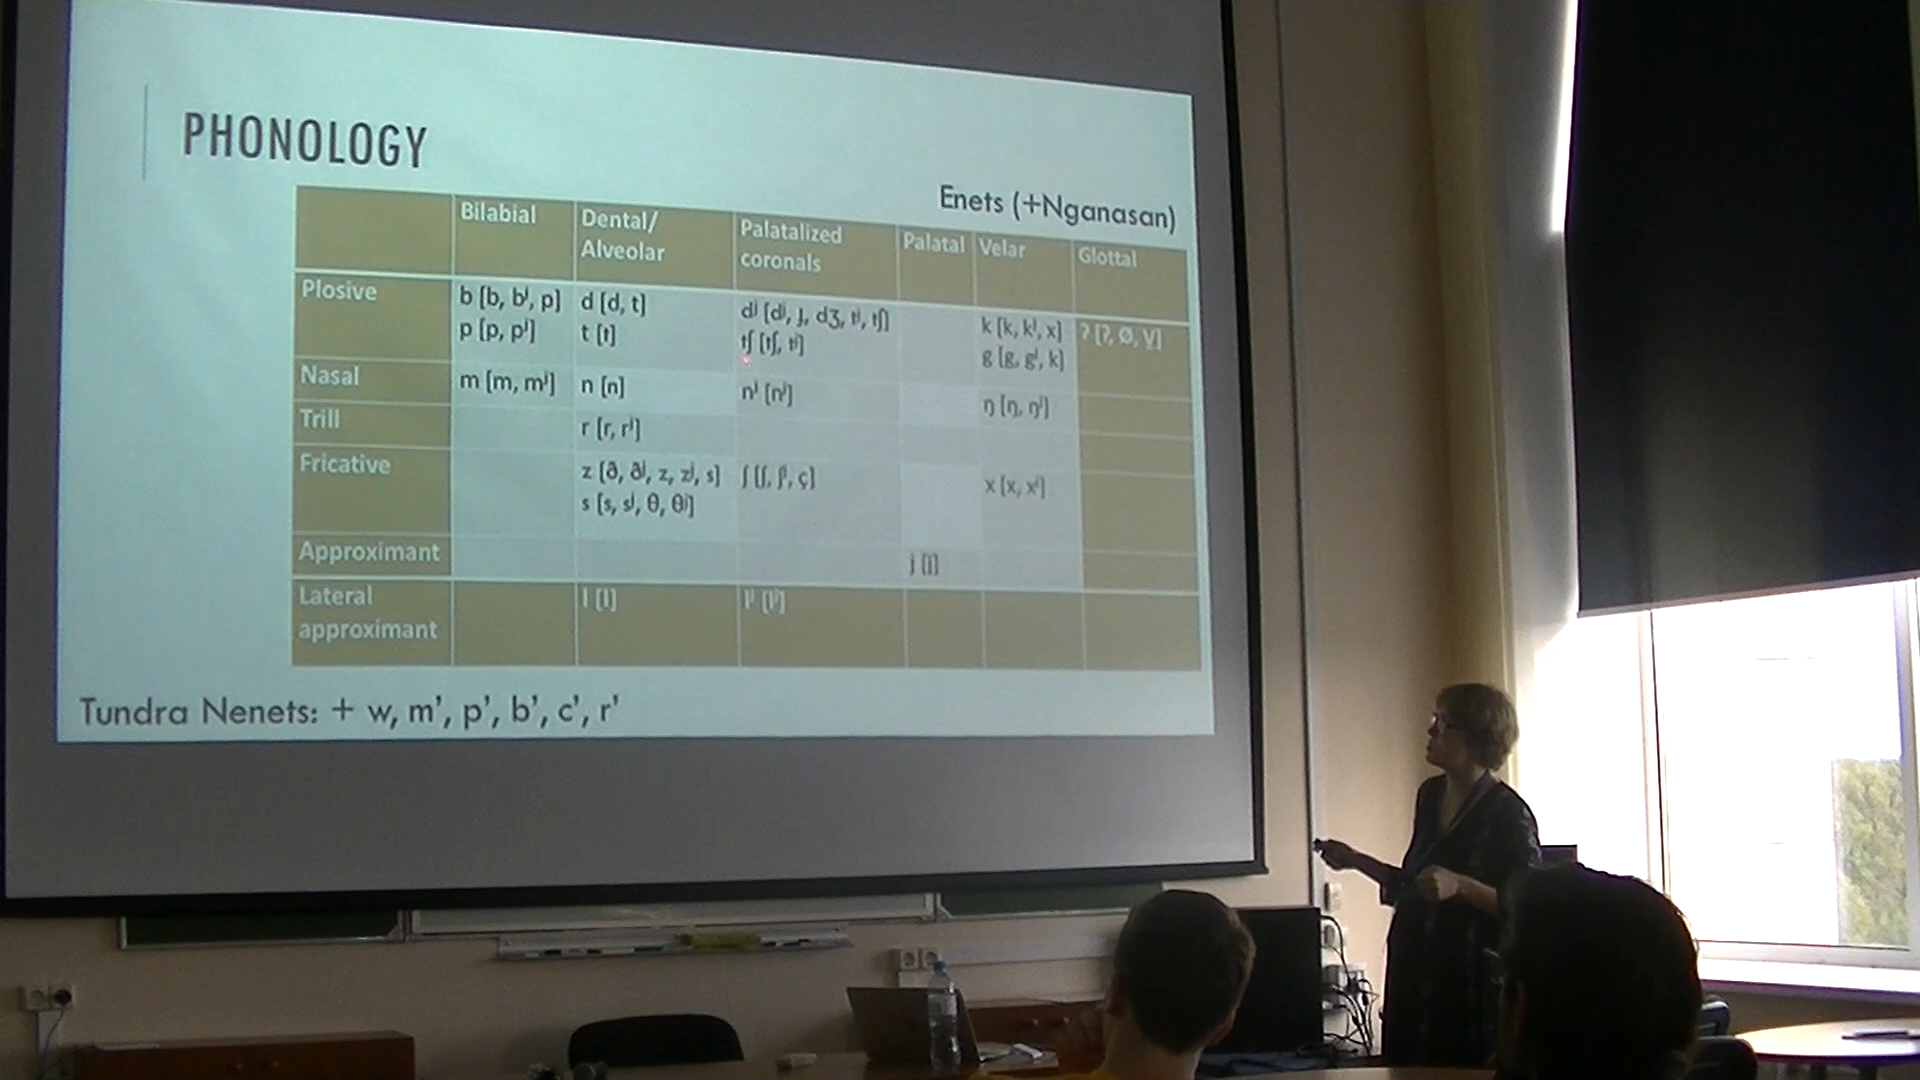 PHONOLOGY
Enets (+Nganasan)
Bilabial Dental/ Alveolar Palatalized coronals Palatal Velar Glottal
Plosive b [b, bʲ, p] d [d, t] dʲ [dʲ, ɟ, dʒ, tʲ, tʃ] k [k, kʲ, x] ʔ [ʔ, Ø, V̰]
p [p, pʲ] t [t] tʃ [tʃ, tʲ] g [g, gʲ, k]
Nasal m [m, mʲ] n [n] nʲ [nʲ] ŋ [ŋ, ŋʲ]
Trill r [r, rʲ]
Fricative z [ð, ðʲ, z, zʲ, s] ʃ [ʃ, ʃʲ, ç] x [x, xʲ]
s [s, sʲ, θ, θʲ]
Approximant j [j]
Lateral approximant l [l] lʲ [lʲ]
Tundra Nenets: + w, m’, p’, b’, c’, r’